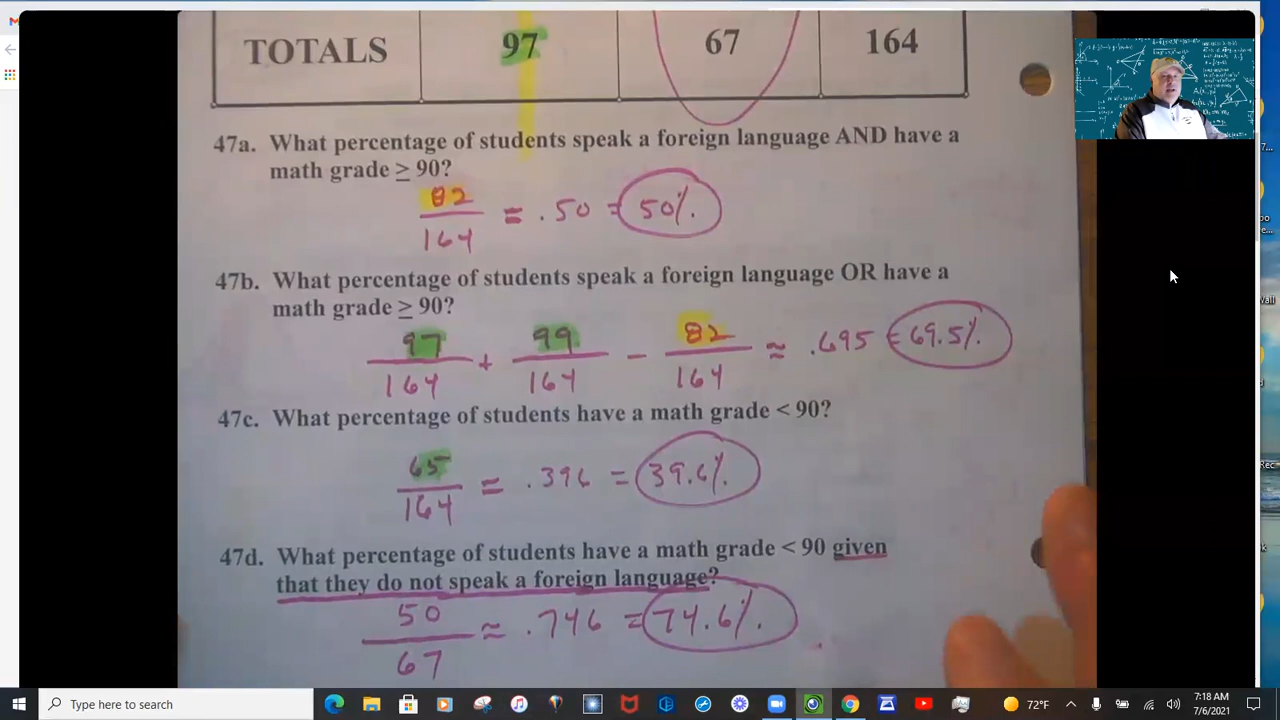 TOTALS 97 67 164
47a. What percentage of students speak a foreign language AND have a
math grade ≥ 90?
82/164 = .50 = 50%.
47b. What percentage of students speak a foreign language OR have a
math grade ≥ 90?
97/164 + 99/164 − 82/164 ≈ .695 = 69.5%.
47c. What percentage of students have a math grade < 90?
65/164 = .396 = 39.6%.
47d. What percentage of students have a math grade < 90 given
that they do not speak a foreign language?
50/67 ≈ .746 = 74.6%.
Type here to search
72°F
7:18 AM
7/6/2021